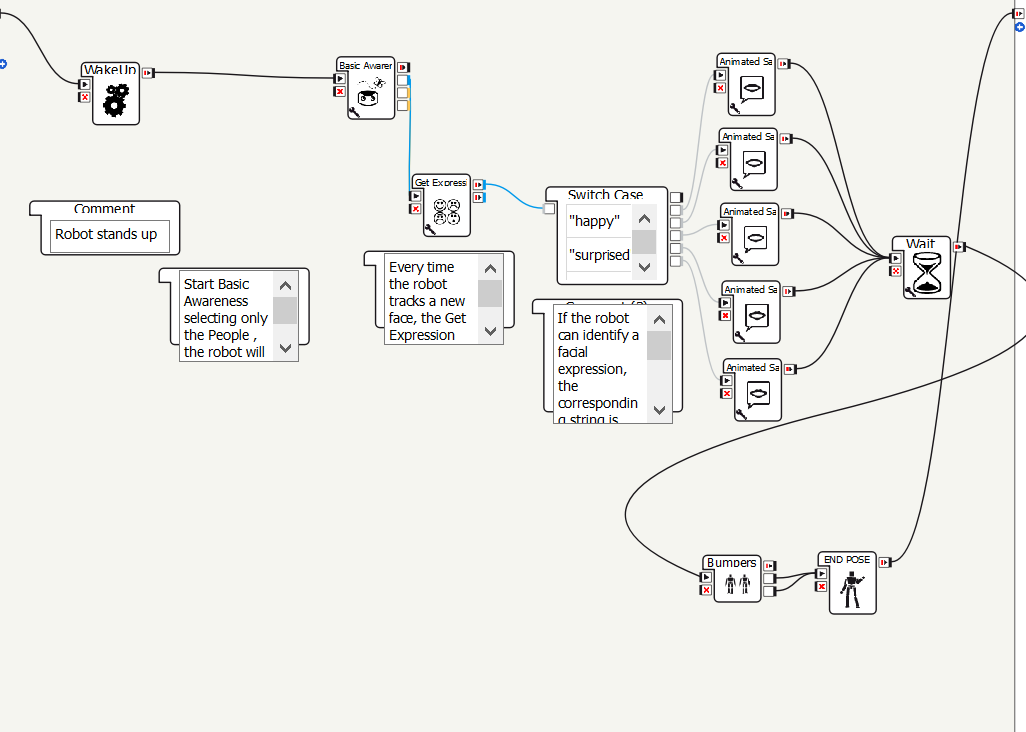 WakeUp
Basic Awarer
Animated Sa
Animated Sa
Get Express
Switch Case
"happy"
"surprised
Comment
Robot stands up
Animated Sa
Wait
Start Basic
Awareness
selecting only
the People ,
the robot will
Every time
the robot
tracks a new
face, the Get
Expression
If the robot
can identify a
facial
expression,
the
correspondin
g string is
Animated Sa
Animated Sa
Bumpers
END POSE